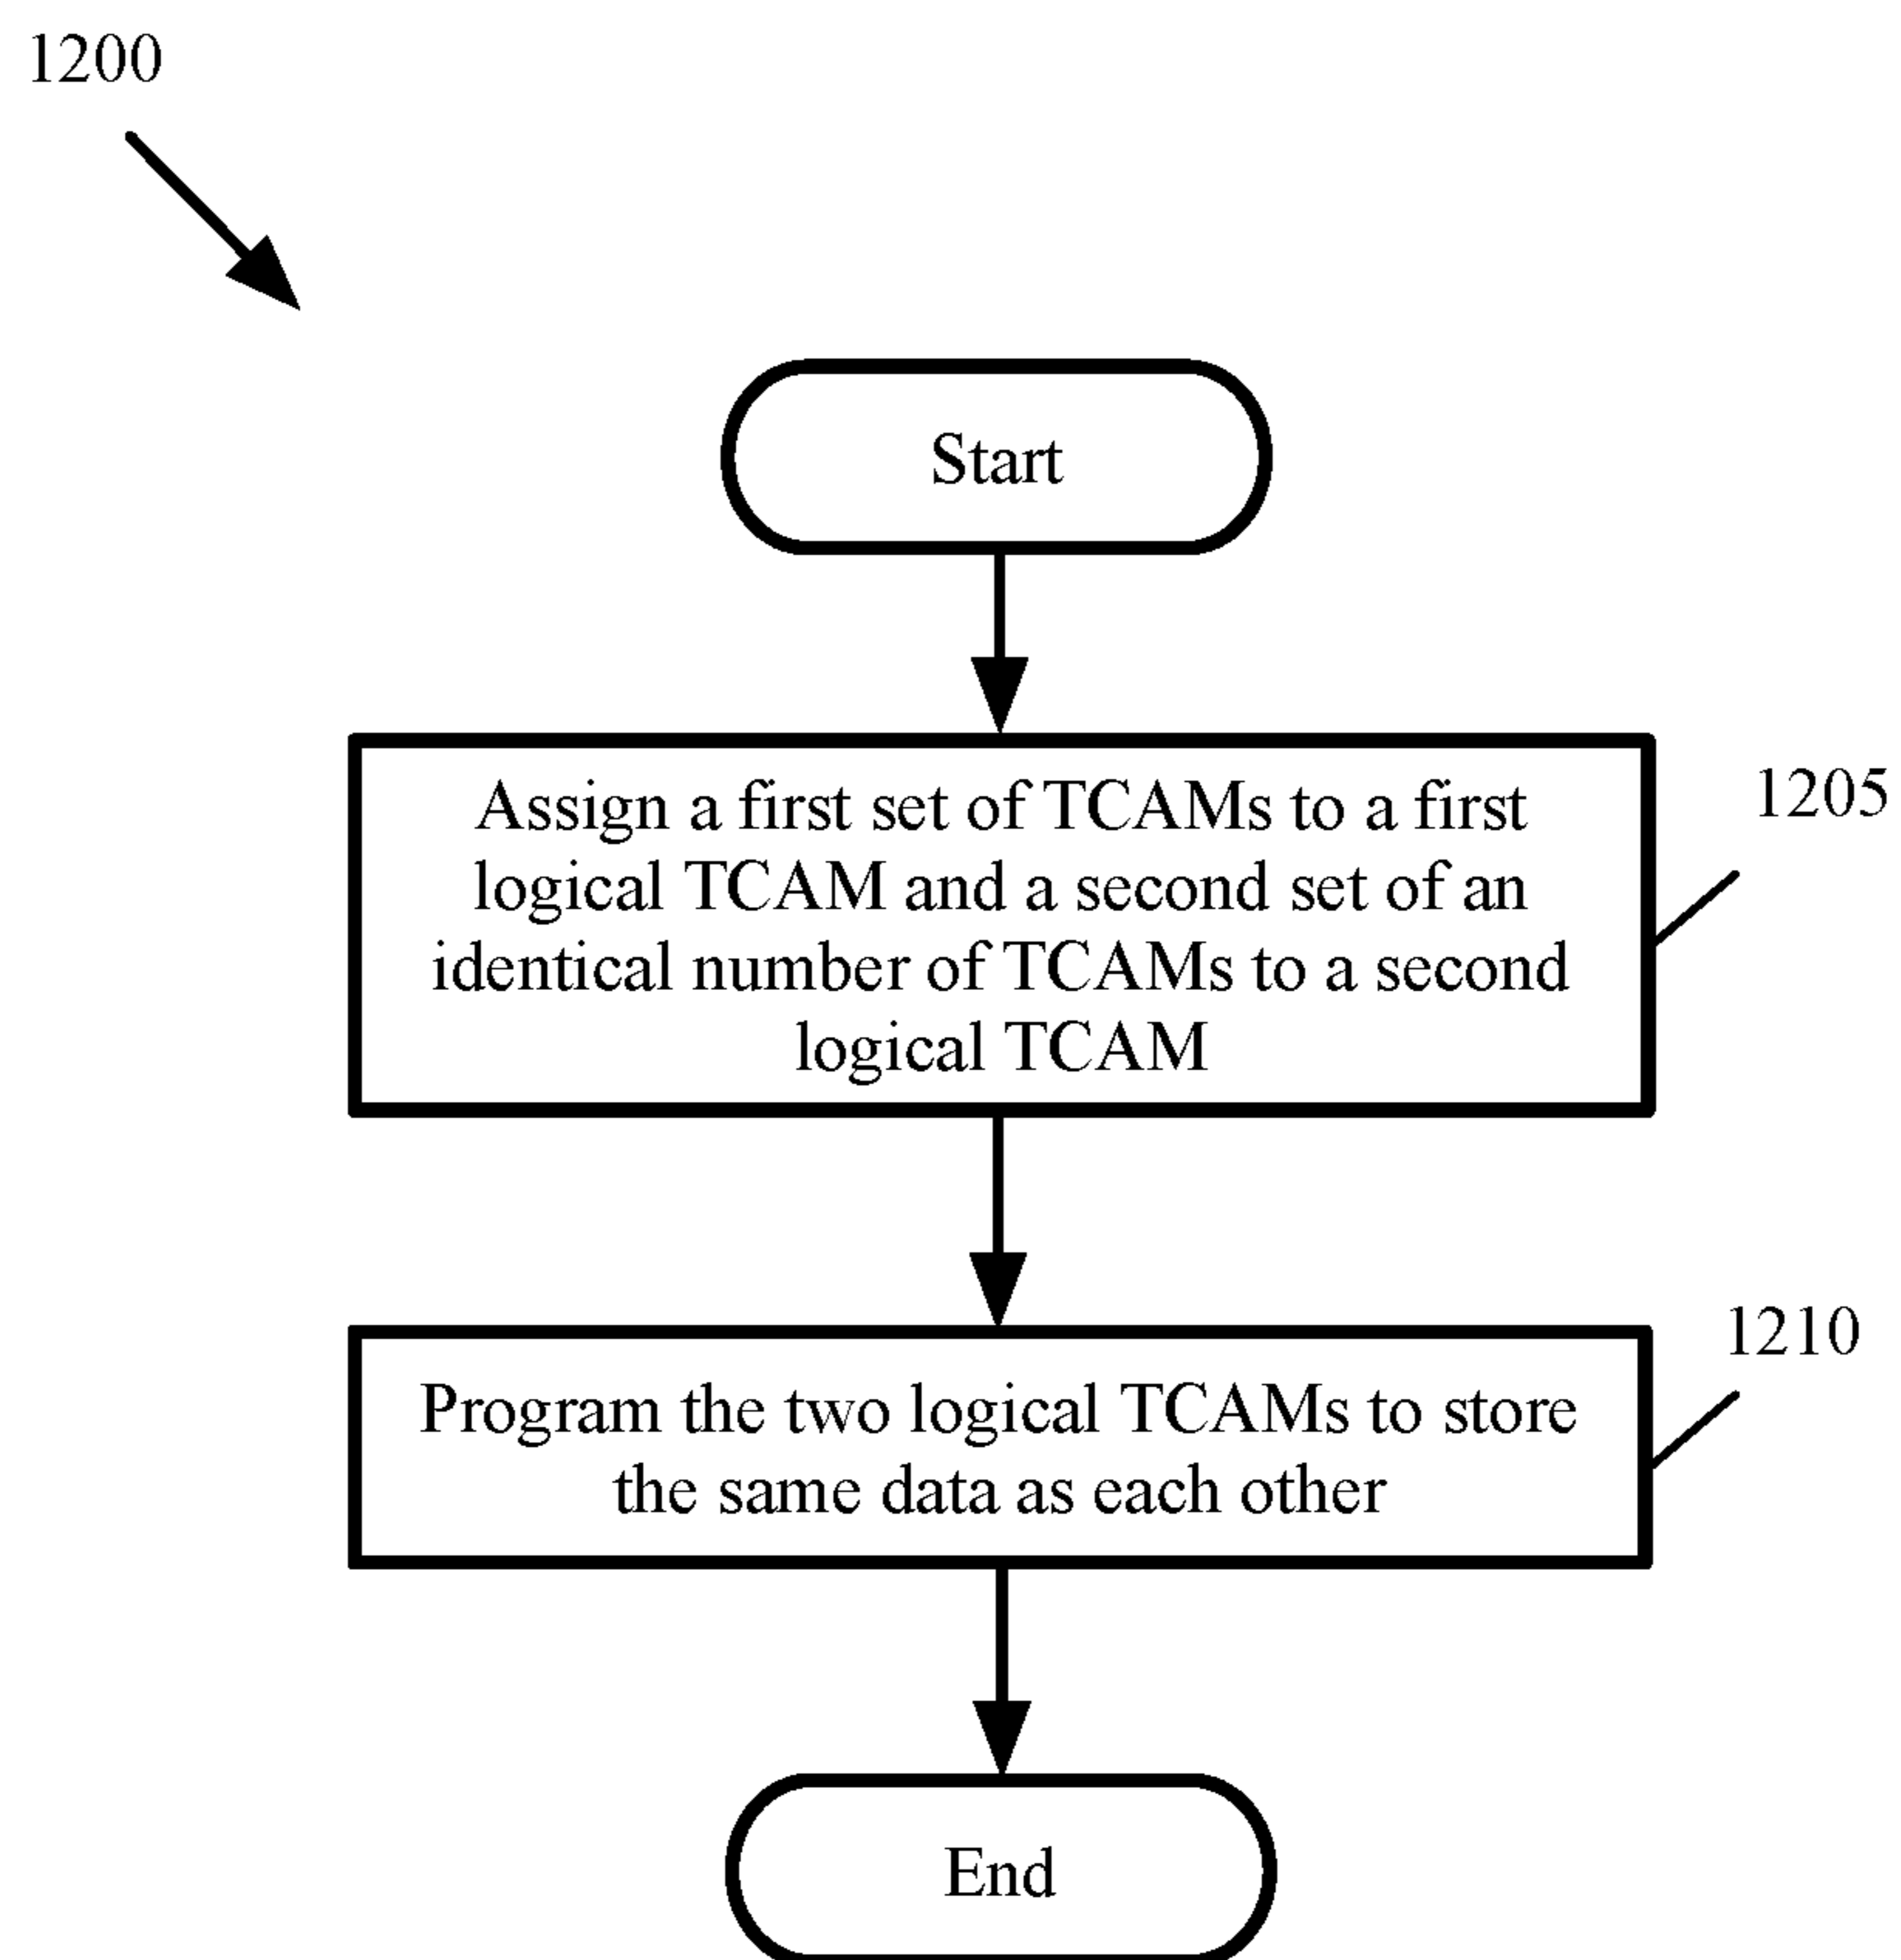 1200
Start
Assign a first set of TCAMs to a first
logical TCAM and a second set of an
identical number of TCAMs to a second
logical TCAM
1205
Program the two logical TCAMs to store
the same data as each other
1210
End